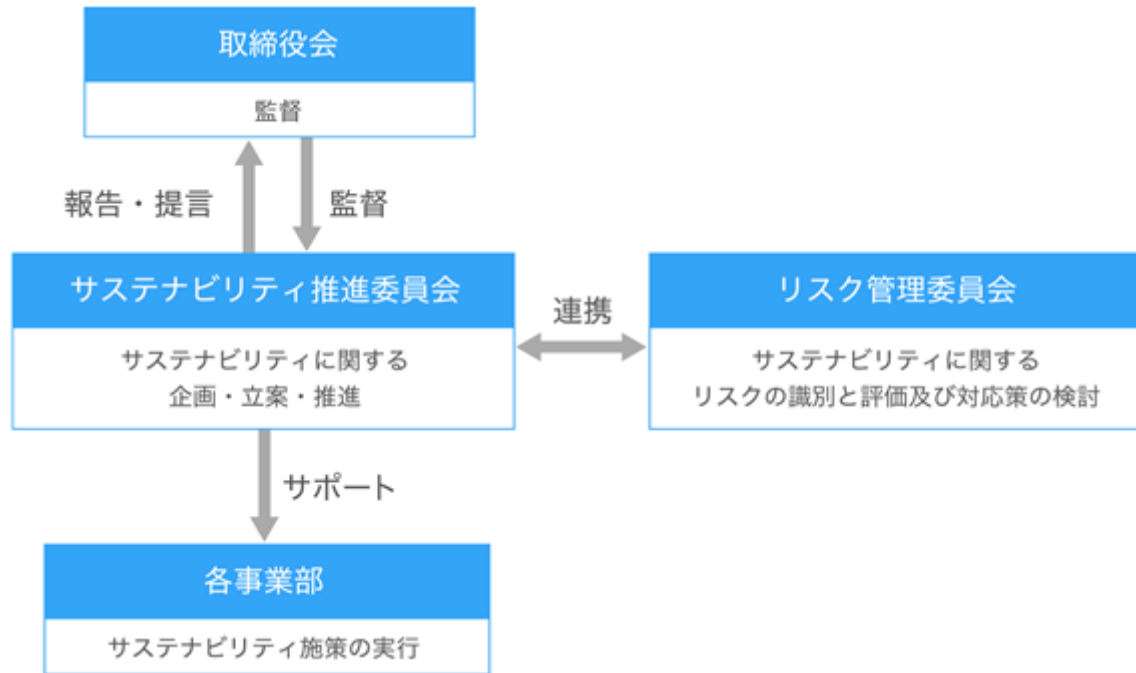 取締役会
監督
報告・提言
監督
サステナビリティ推進委員会
サステナビリティに関する
企画・立案・推進
連携
リスク管理委員会
サステナビリティに関する
リスクの識別と評価及び対応策の検討
サポート
各事業部
サステナビリティ施策の実行